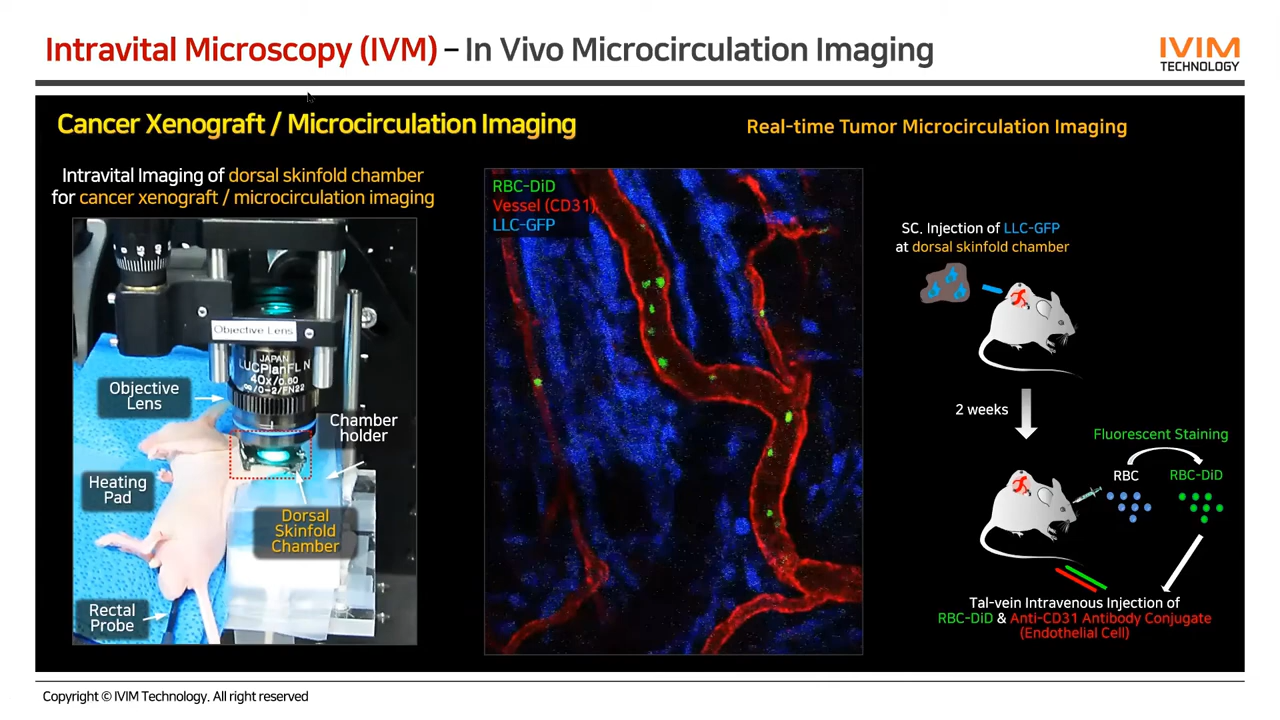 Intravital Microscopy (IVM) – In Vivo Microcirculation Imaging
IVIM
TECHNOLOGY
Cancer Xenograft / Microcirculation Imaging
Real-time Tumor Microcirculation Imaging
Intravital Imaging of dorsal skinfold chamber
for cancer xenograft / microcirculation imaging
Objective Lens
JAPAN
LUCPlanFL N
40x/0.60
∞/0-2/FN22
Objective
Lens
Chamber
holder
Heating
Pad
Dorsal
Skinfold
Chamber
Rectal
Probe
RBC-DiD
Vessel (CD31)
LLC-GFP
SC. Injection of LLC-GFP
at dorsal skinfold chamber
2 weeks
Fluorescent Staining
RBC
RBC-DiD
Tal-vein Intravenous Injection of
RBC-DiD & Anti-CD31 Antibody Conjugate
(Endothelial Cell)
Copyright © IVIM Technology. All right reserved